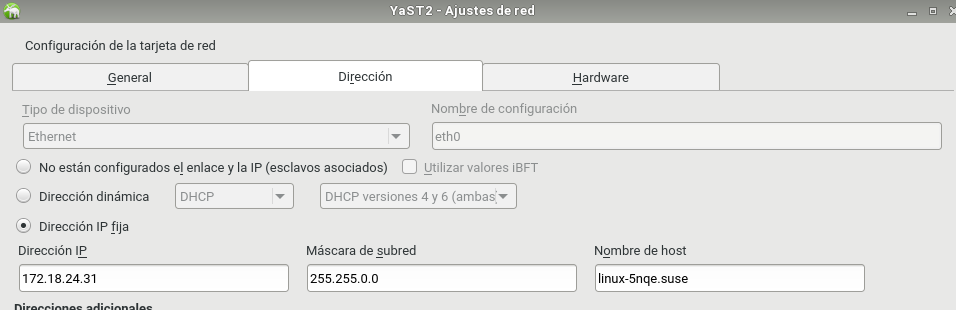 YaST2 - Ajustes de red
Configuración de la tarjeta de red
General Dirección Hardware
Tipo de dispositivo Nombre de configuración
Ethernet eth0
No están configurados el enlace y la IP (esclavos asociados) Utilizar valores iBFT
Dirección dinámica DHCP DHCP versiones 4 y 6 (ambas
Dirección IP fija
Dirección IP Máscara de subred Nombre de host
172.18.24.31 255.255.0.0 linux-5nqe.suse
Direcciones adicionales